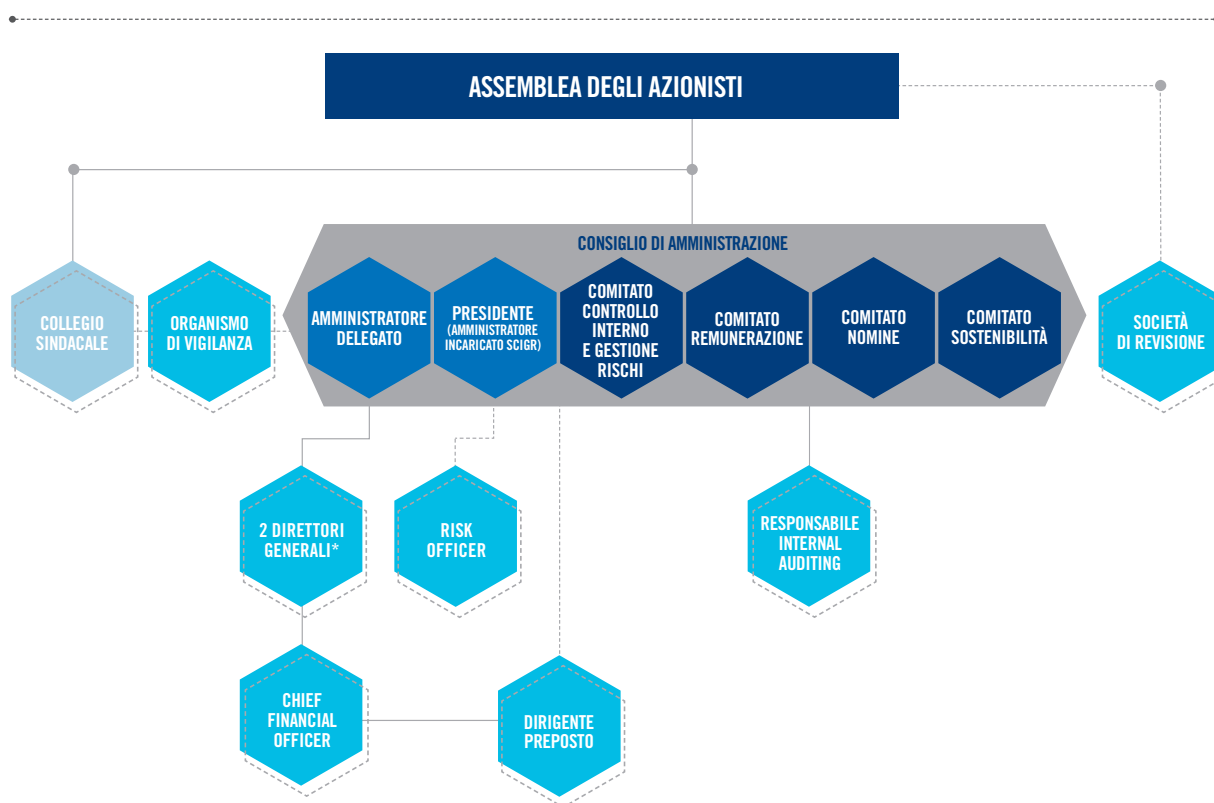 ASSEMBLEA DEGLI AZIONISTI
CONSIGLIO DI AMMINISTRAZIONE
COLLEGIO
SINDACALE
ORGANISMO
DI VIGILANZA
AMMINISTRATORE
DELEGATO
PRESIDENTE
(AMMINISTRATORE
INCARICATO SCIGR)
COMITATO
CONTROLLO
INTERNO
E GESTIONE
RISCHI
COMITATO
REMUNERAZIONE
COMITATO
NOMINE
COMITATO
SOSTENIBILITÀ
SOCIETÀ
DI REVISIONE
2 DIRETTORI
GENERALI*
RISK
OFFICER
RESPONSABILE
INTERNAL
AUDITING
CHIEF
FINANCIAL
OFFICER
DIRIGENTE
PREPOSTO